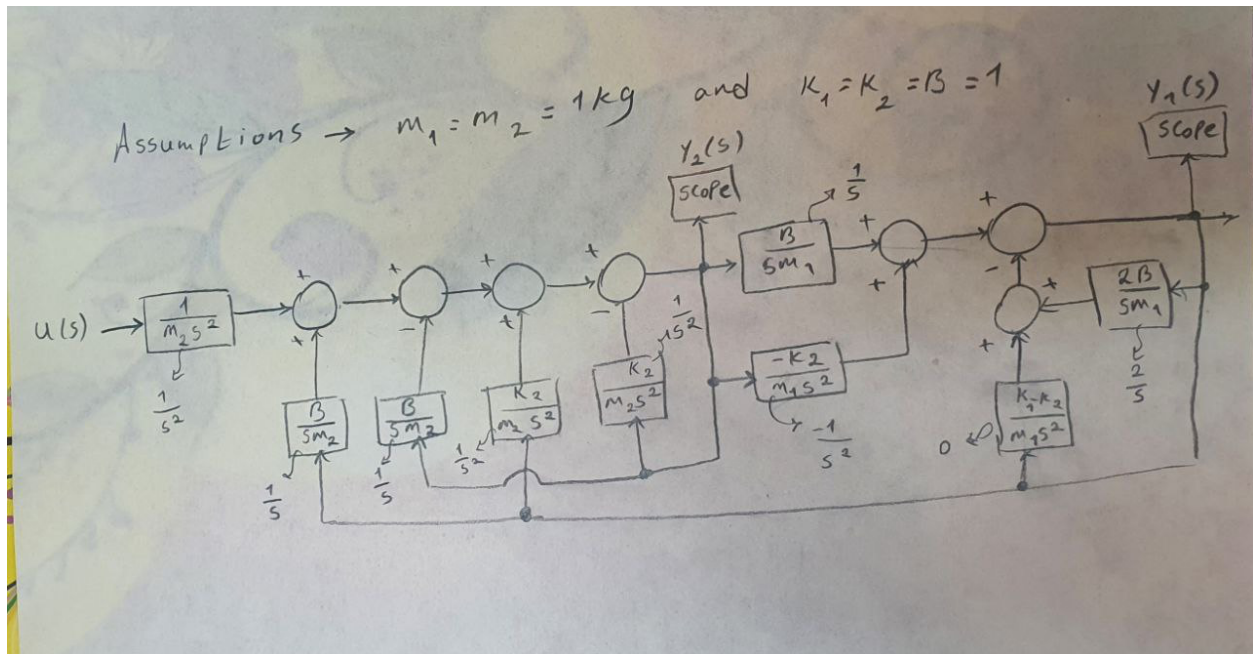 Assumptions → m₁ = m₂ = 1kg and K₁ = K₂ = B = 1
Y₁(s)
scope
Y₂(s)
scope
1/s
B/sm₁
+ +
+ -
+ +
2B/sm₁
2/s
U(s) → 1/m₂s²
1/s²
+ +
+ -
+ +
+ -
1/s²
B/sm₂
1/s
B/sm₂
1/s
K₂/m₂s²
1/s²
K₂/m₂s²
-K₂/m₁s²
-1/s²
K₁-K₂/m₁s²
0